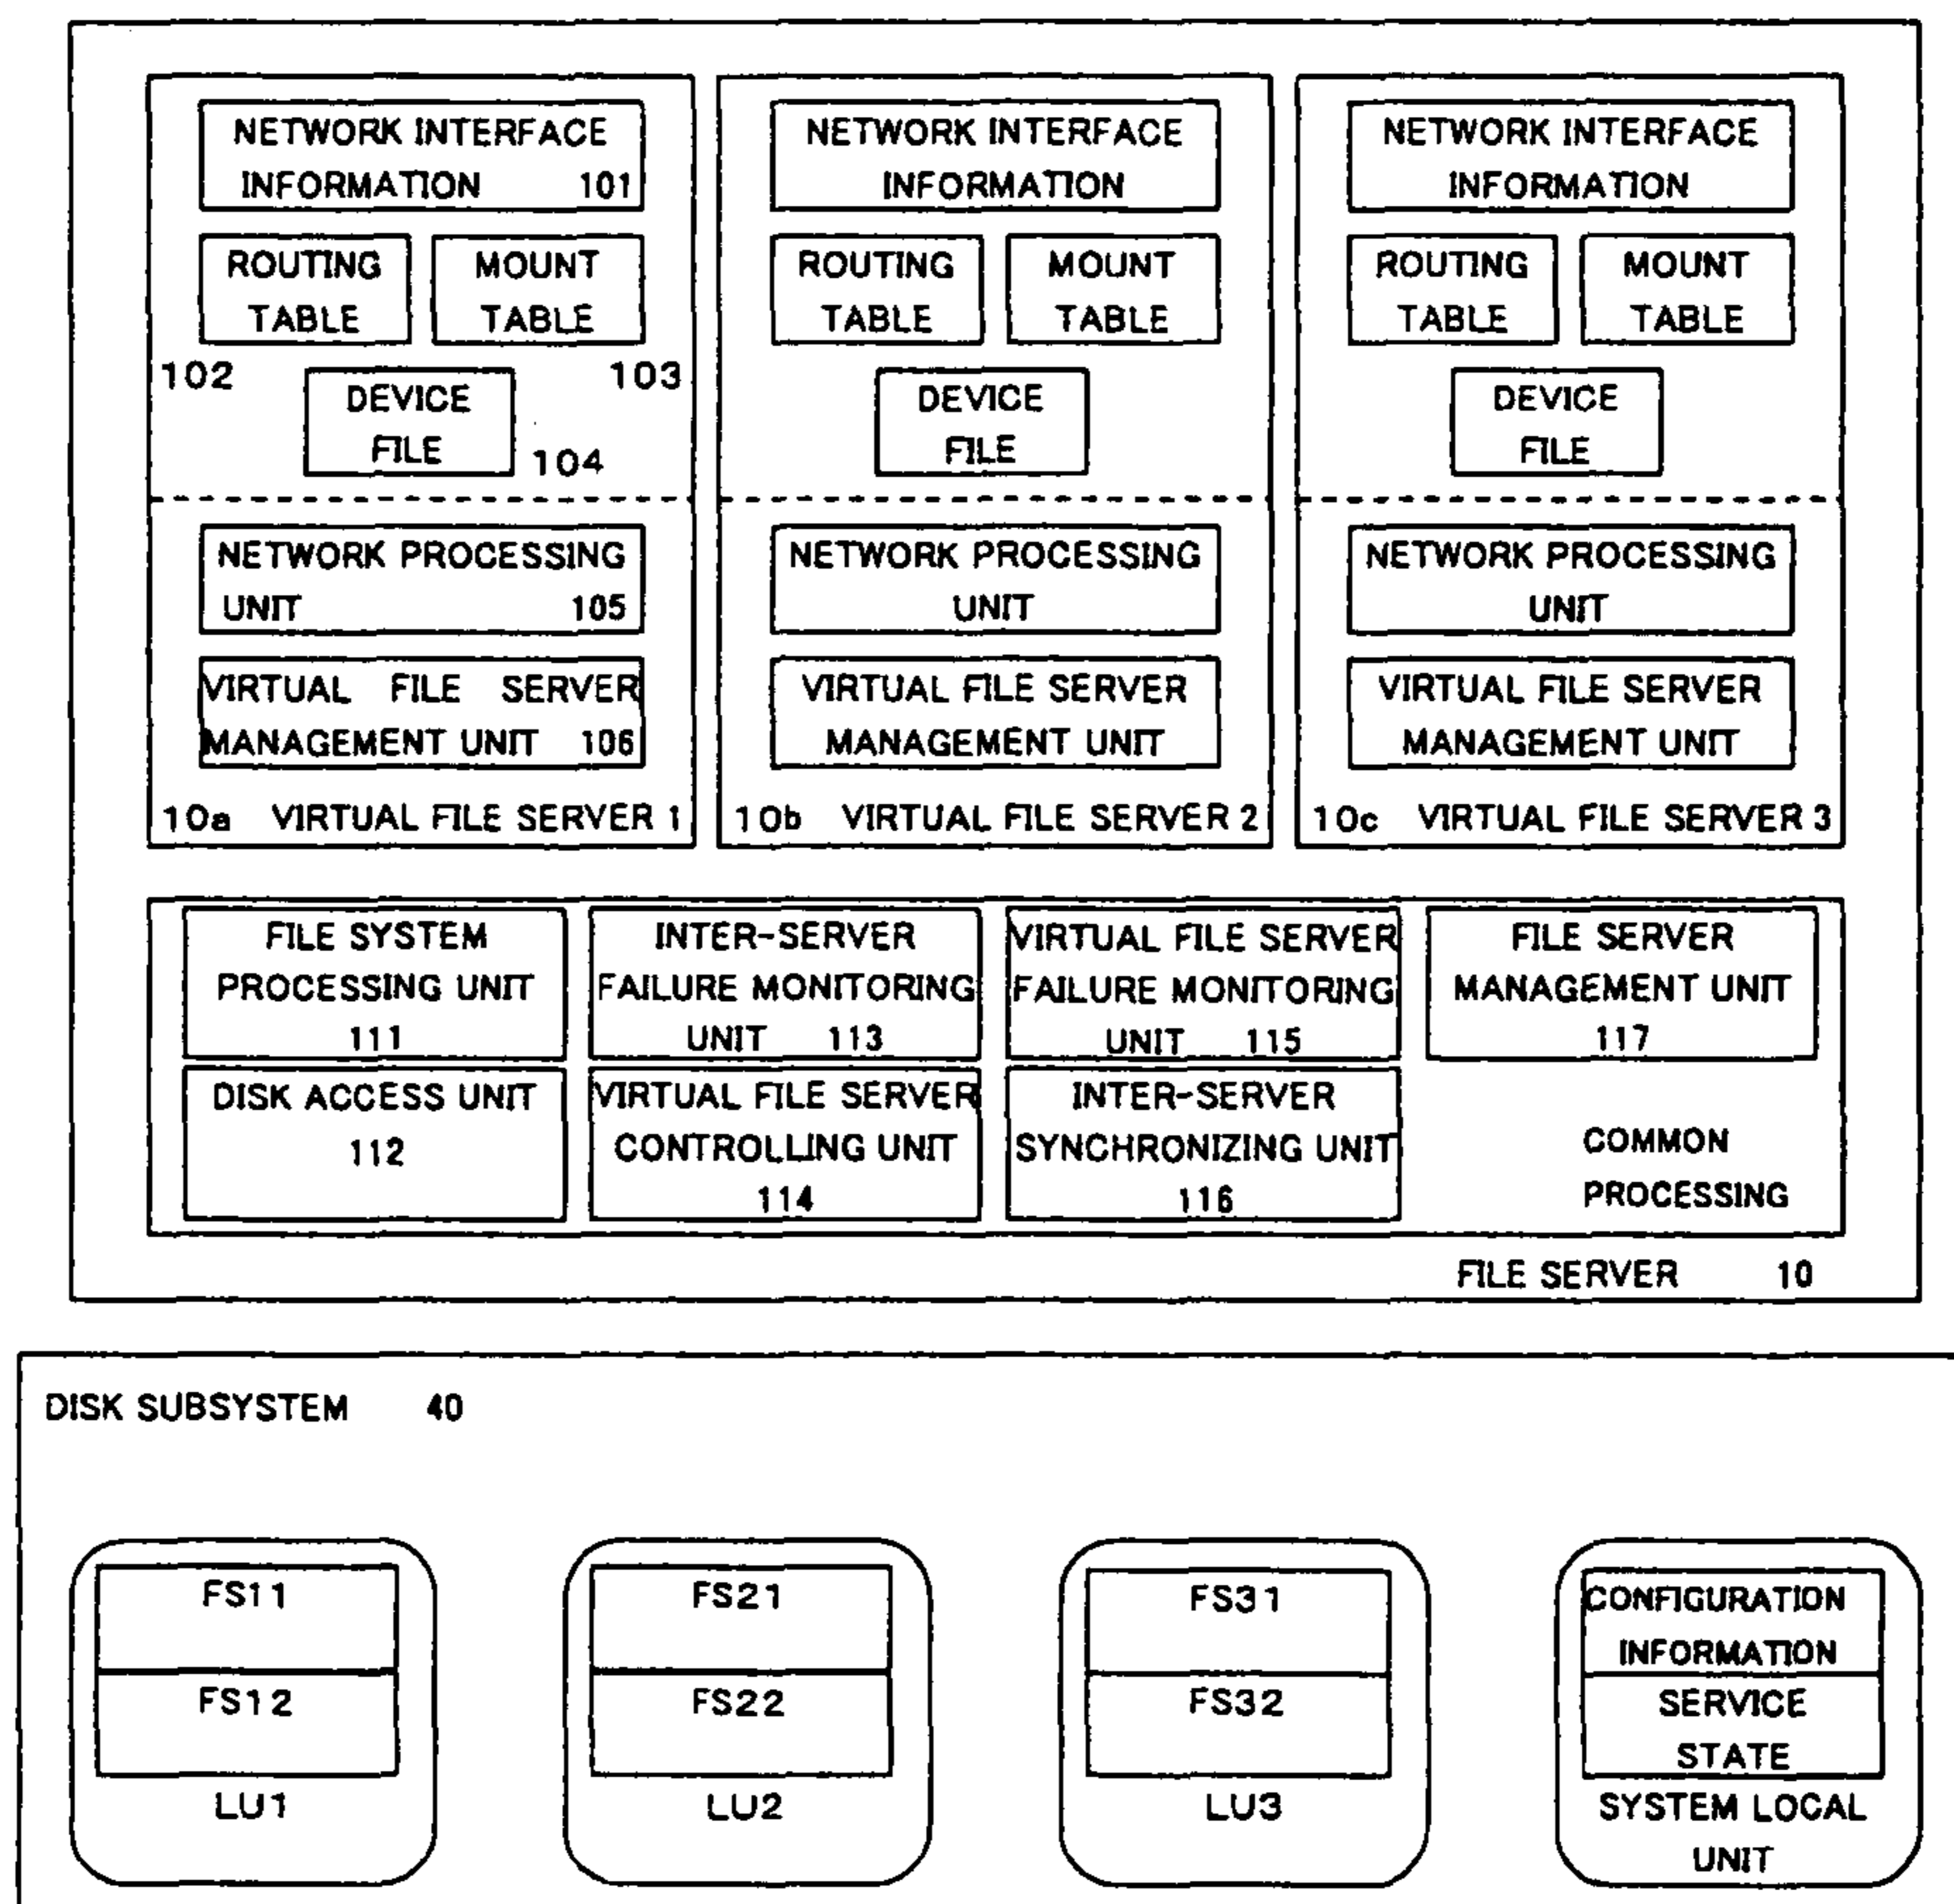 NETWORK INTERFACE
INFORMATION 101
ROUTING
TABLE
MOUNT
TABLE
102
103
DEVICE
FILE
104
NETWORK PROCESSING
UNIT 105
VIRTUAL FILE SERVER
MANAGEMENT UNIT 106
10a VIRTUAL FILE SERVER 1
NETWORK INTERFACE
INFORMATION
ROUTING
TABLE
MOUNT
TABLE
DEVICE
FILE
NETWORK PROCESSING
UNIT
VIRTUAL FILE SERVER
MANAGEMENT UNIT
10b VIRTUAL FILE SERVER 2
NETWORK INTERFACE
INFORMATION
ROUTING
TABLE
MOUNT
TABLE
DEVICE
FILE
NETWORK PROCESSING
UNIT
VIRTUAL FILE SERVER
MANAGEMENT UNIT
10c VIRTUAL FILE SERVER 3
FILE SYSTEM
PROCESSING UNIT
111
INTER-SERVER
FAILURE MONITORING
UNIT 113
VIRTUAL FILE SERVER
FAILURE MONITORING
UNIT 115
FILE SERVER
MANAGEMENT UNIT
117
DISK ACCESS UNIT
112
VIRTUAL FILE SERVER
CONTROLLING UNIT
114
INTER-SERVER
SYNCHRONIZING UNIT
116
COMMON
PROCESSING
FILE SERVER 10
DISK SUBSYSTEM 40
FS11
FS12
LU1
FS21
FS22
LU2
FS31
FS32
LU3
CONFIGURATION
INFORMATION
SERVICE
STATE
SYSTEM LOCAL
UNIT